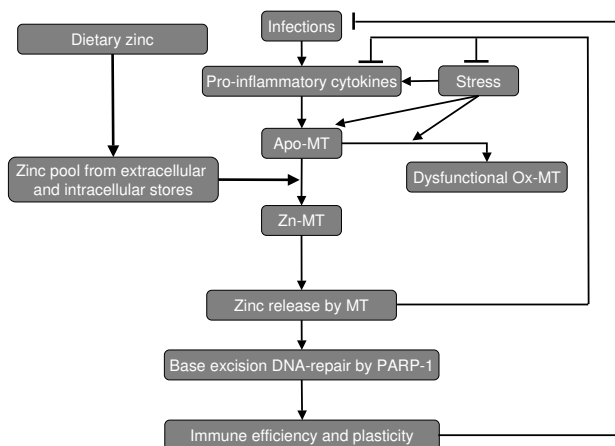 Infections
Dietary zinc
Pro-inflammatory cytokines
Stress
Apo-MT
Zinc pool from extracellular
and intracellular stores
Dysfunctional Ox-MT
Zn-MT
Zinc release by MT
Base excision DNA-repair by PARP-1
Immune efficiency and plasticity